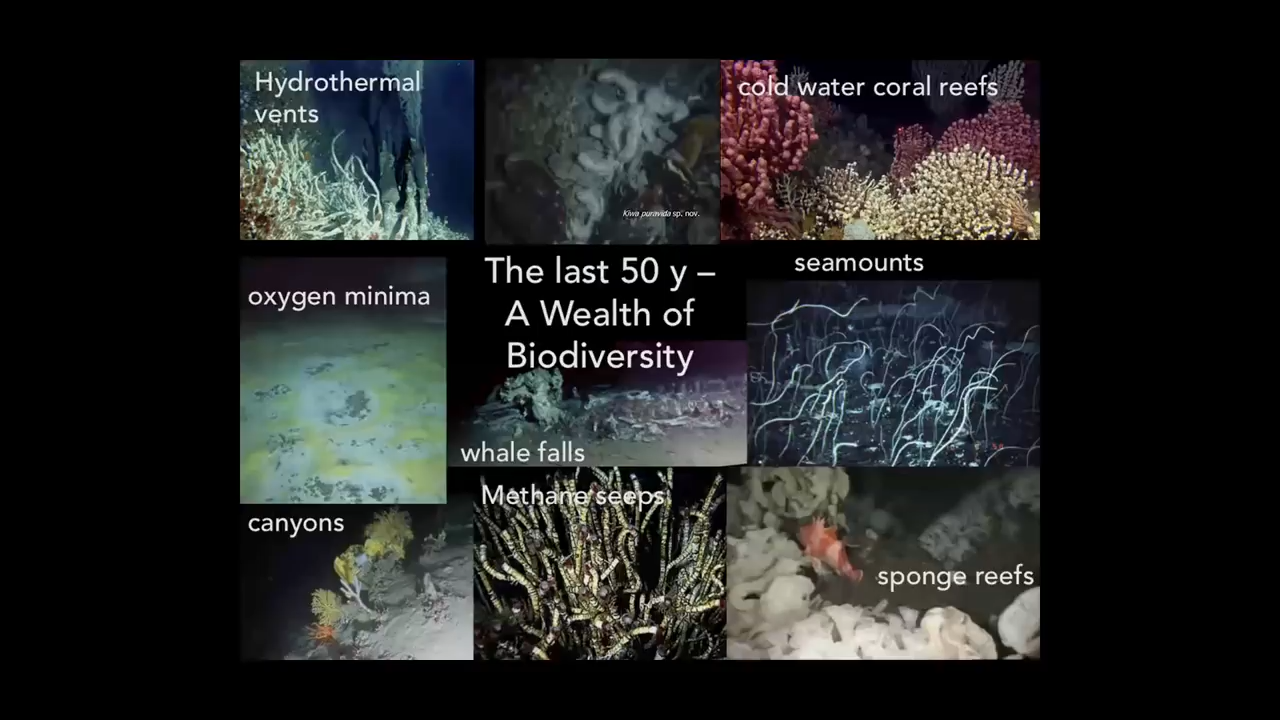 Hydrothermal
vents
Kiwa puravida sp. nov.
cold water coral reefs
oxygen minima
The last 50 y –
A Wealth of
Biodiversity
seamounts
whale falls
canyons
Methane seeps
sponge reefs